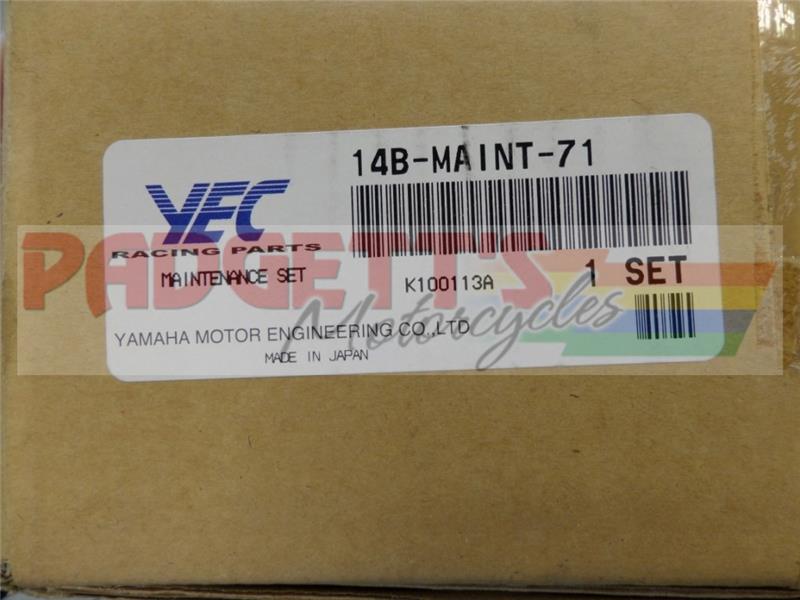 14B-MAINT-71
YEC
RACING PARTS
MAINTENANCE SET
K100113A
1 SET
PADGETT'S
Motorcycles
YAMAHA MOTOR ENGINEERING CO.,LTD
MADE IN JAPAN